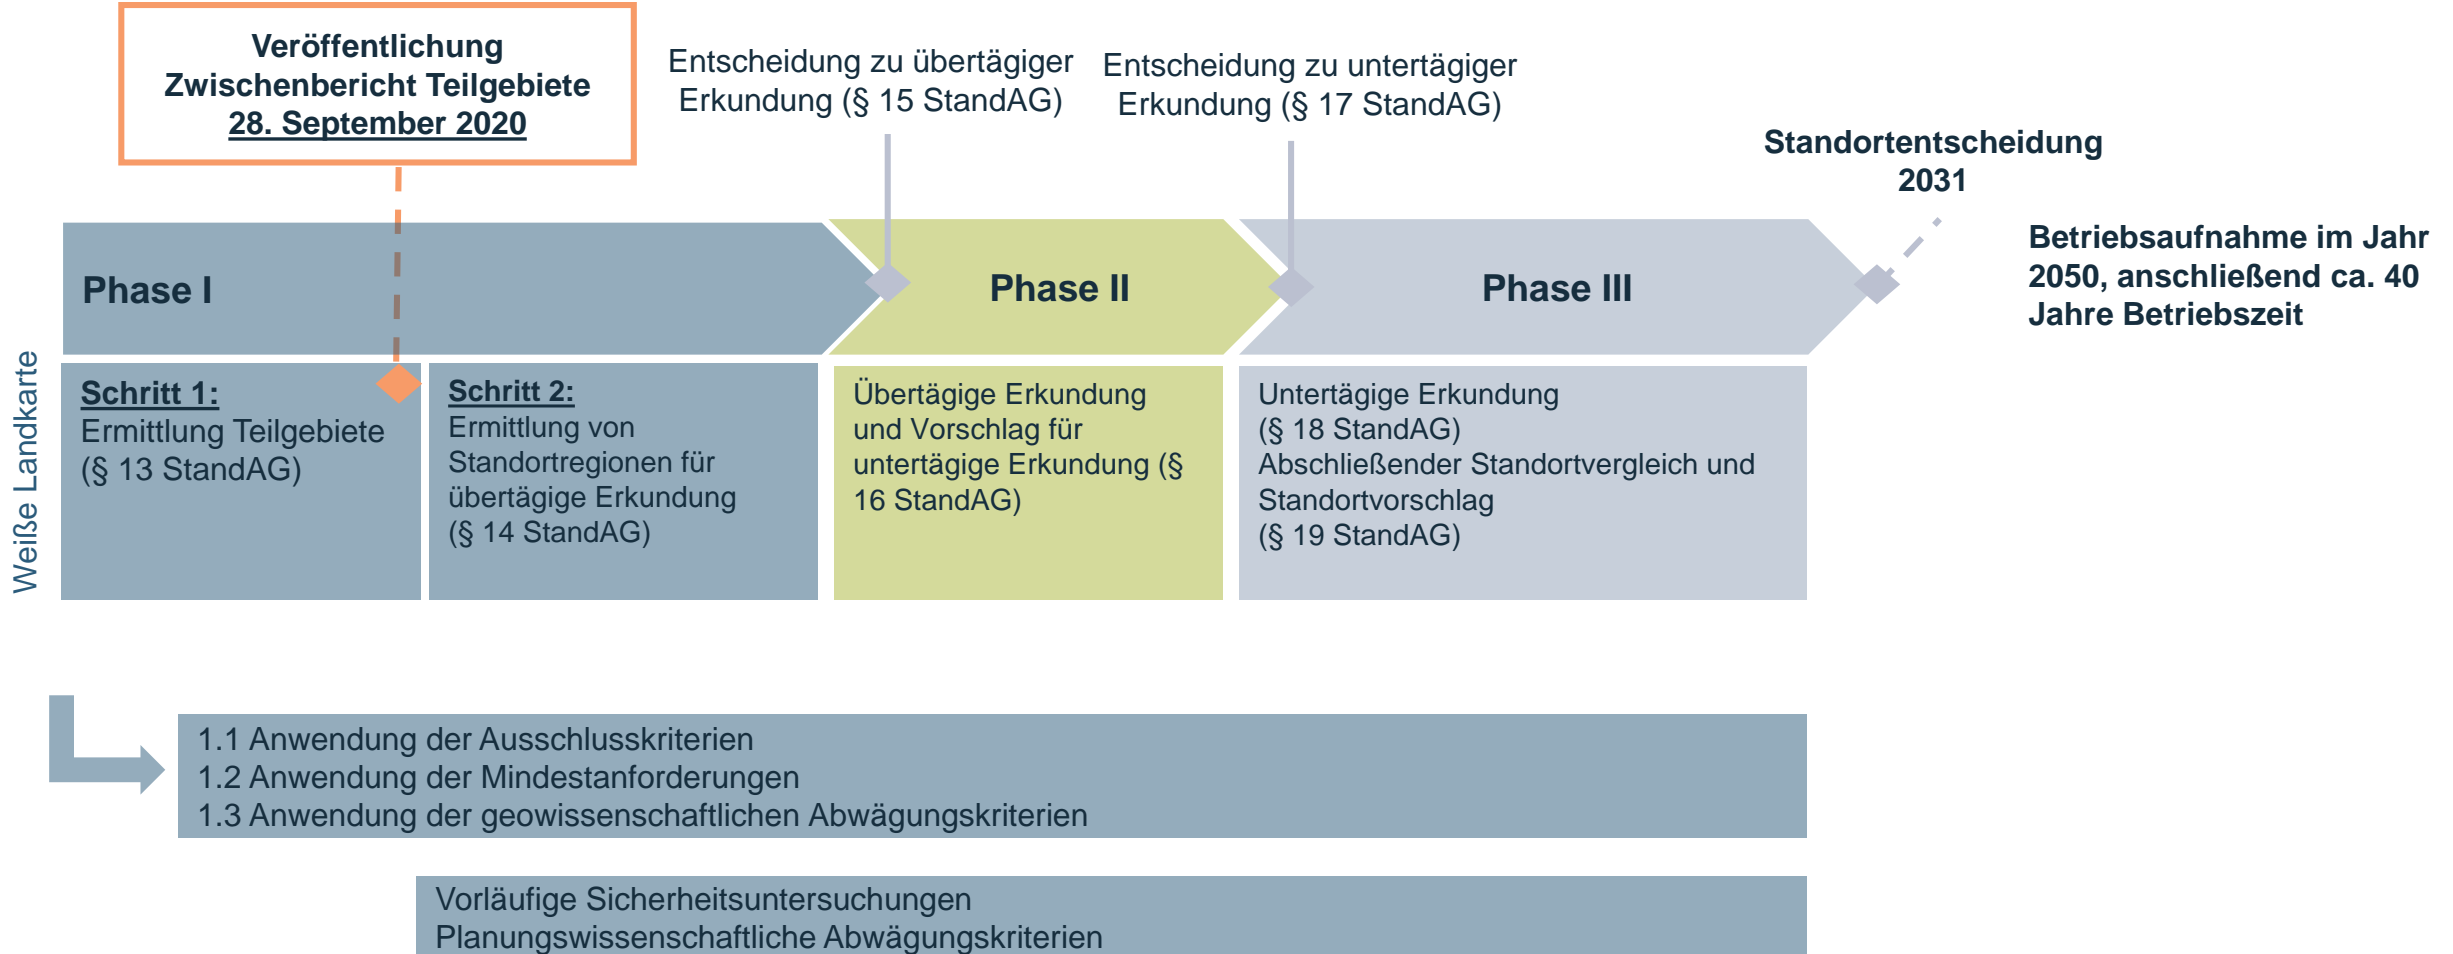 Veröffentlichung
Zwischenbericht Teilgebiete
28. September 2020
Entscheidung zu übertägiger
Erkundung (§ 15 StandAG)
Entscheidung zu untertägiger
Erkundung (§ 17 StandAG)
Standortentscheidung
2031
Betriebsaufnahme im Jahr
2050, anschließend ca. 40
Jahre Betriebszeit
Phase I
Phase II
Phase III
Weiße Landkarte
Schritt 1:
Ermittlung Teilgebiete
(§ 13 StandAG)
Schritt 2:
Ermittlung von
Standortregionen für
übertägige Erkundung
(§ 14 StandAG)
Übertägige Erkundung
und Vorschlag für
untertägige Erkundung (§
16 StandAG)
Untertägige Erkundung
(§ 18 StandAG)
Abschließender Standortvergleich und
Standortvorschlag
(§ 19 StandAG)
1.1 Anwendung der Ausschlusskriterien
1.2 Anwendung der Mindestanforderungen
1.3 Anwendung der geowissenschaftlichen Abwägungskriterien
Vorläufige Sicherheitsuntersuchungen
Planungswissenschaftliche Abwägungskriterien